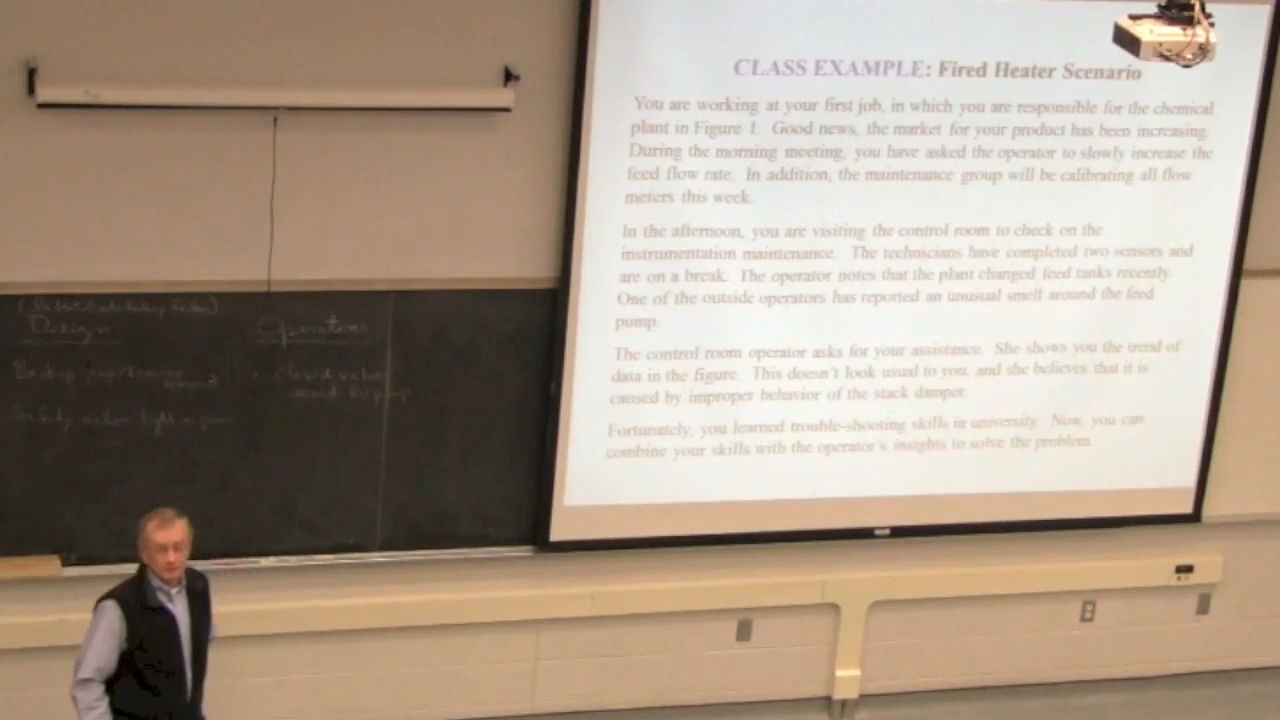 CLASS EXAMPLE: Fired Heater Scenario
You are working at your first job, in which you are responsible for the chemical
plant in Figure 1. Good news, the market for your product has been increasing.
During the morning meeting, you have asked the operator to slowly increase the
feed flow rate. In addition, the maintenance group will be calibrating all flow
meters this week.
In the afternoon, you are visiting the control room to check on the
instrumentation maintenance. The technicians have completed two sensors and
are on a break. The operator notes that the plant changed feed tanks recently.
One of the outside operators has reported an unusual smell around the feed
pump.
The control room operator asks for your assistance. She shows you the trend of
data in the figure. This doesn't look usual to you, and she believes that it is
caused by improper behavior of the stack damper.
Fortunately, you learned trouble-shooting skills in university. Now, you can
combine your skills with the operator's insights to solve the problem.
Design
Operations
Closed valve